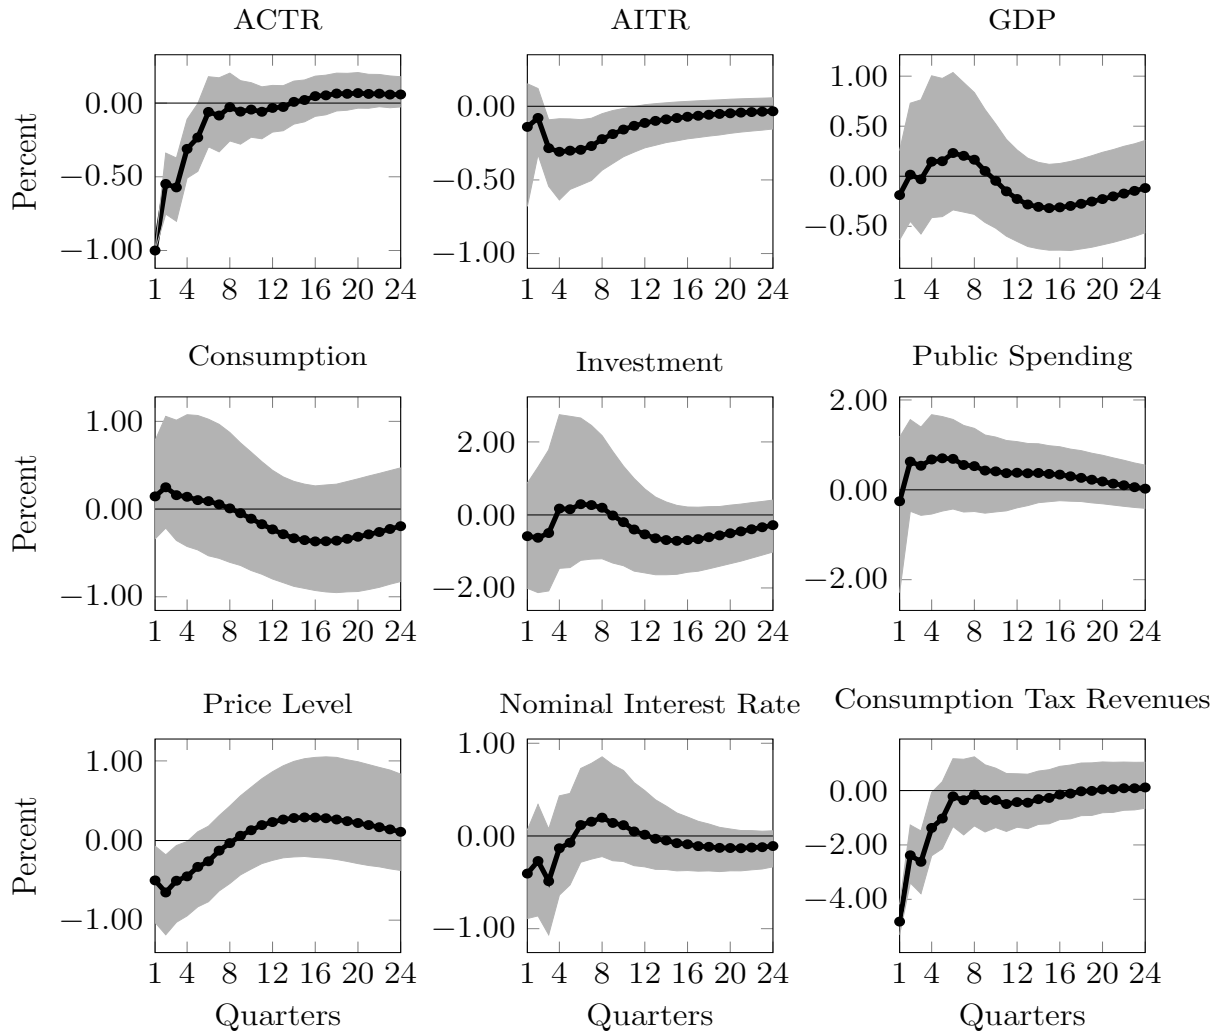 ACTR AITR GDP
Percent
0.00
−0.50
−1.00
1 4 8 12 16 20 24
0.00
−0.50
−1.00
1 4 8 12 16 20 24
1.00
0.50
0.00
−0.50
1 4 8 12 16 20 24
Consumption Investment Public Spending
Percent
1.00
0.00
−1.00
1 4 8 12 16 20 24
2.00
0.00
−2.00
1 4 8 12 16 20 24
2.00
0.00
−2.00
1 4 8 12 16 20 24
Price Level Nominal Interest Rate Consumption Tax Revenues
Percent
1.00
0.00
−1.00
1 4 8 12 16 20 24
1.00
0.00
−1.00
1 4 8 12 16 20 24
0.00
−2.00
−4.00
1 4 8 12 16 20 24
Quarters Quarters Quarters